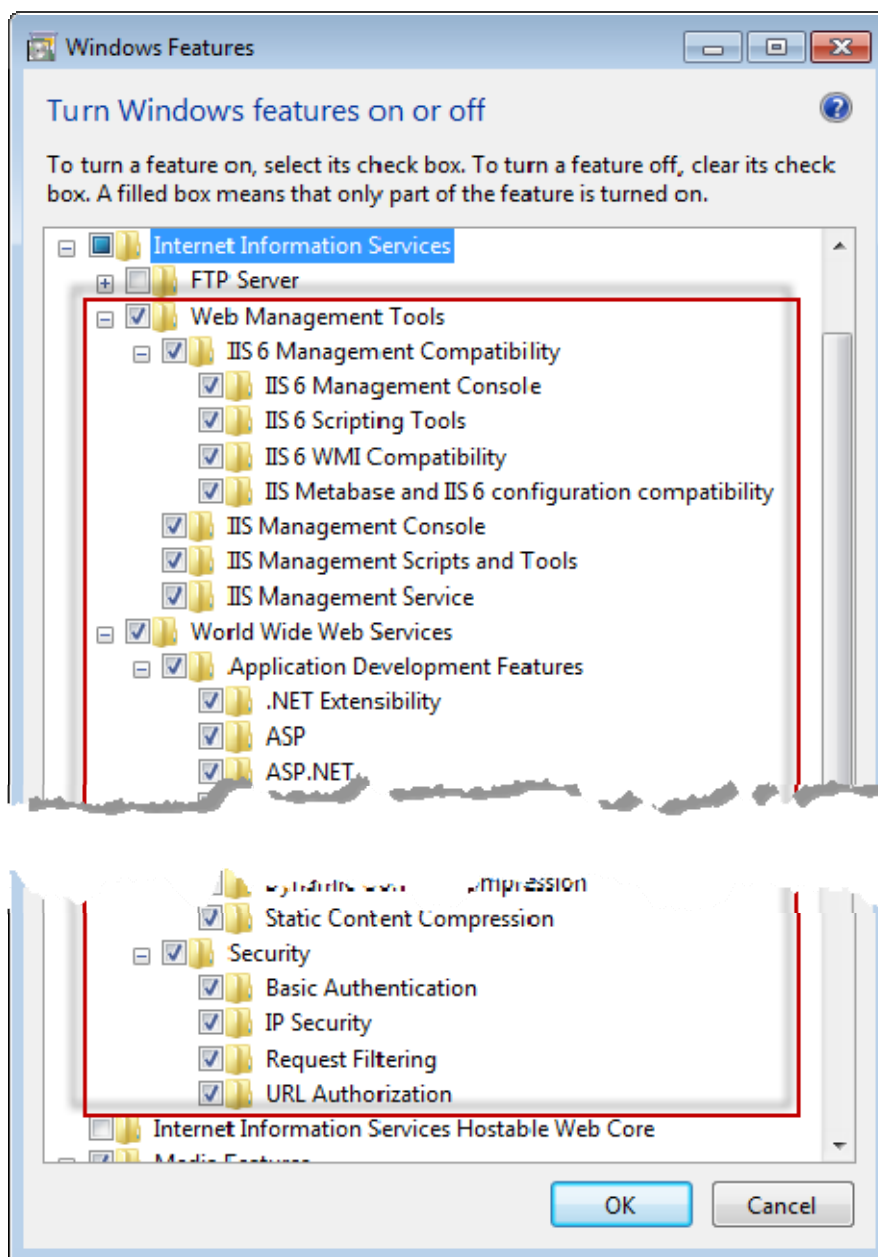 Windows Features
Turn Windows features on or off
To turn a feature on, select its check box. To turn a feature off, clear its check
box. A filled box means that only part of the feature is turned on.
Internet Information Services
FTP Server
Web Management Tools
IIS 6 Management Compatibility
IIS 6 Management Console
IIS 6 Scripting Tools
IIS 6 WMI Compatibility
IIS Metabase and IIS 6 configuration compatibility
IIS Management Console
IIS Management Scripts and Tools
IIS Management Service
World Wide Web Services
Application Development Features
.NET Extensibility
ASP
ASP.NET
Static Content Compression
Security
Basic Authentication
IP Security
Request Filtering
URL Authorization
Internet Information Services Hostable Web Core
OK
Cancel